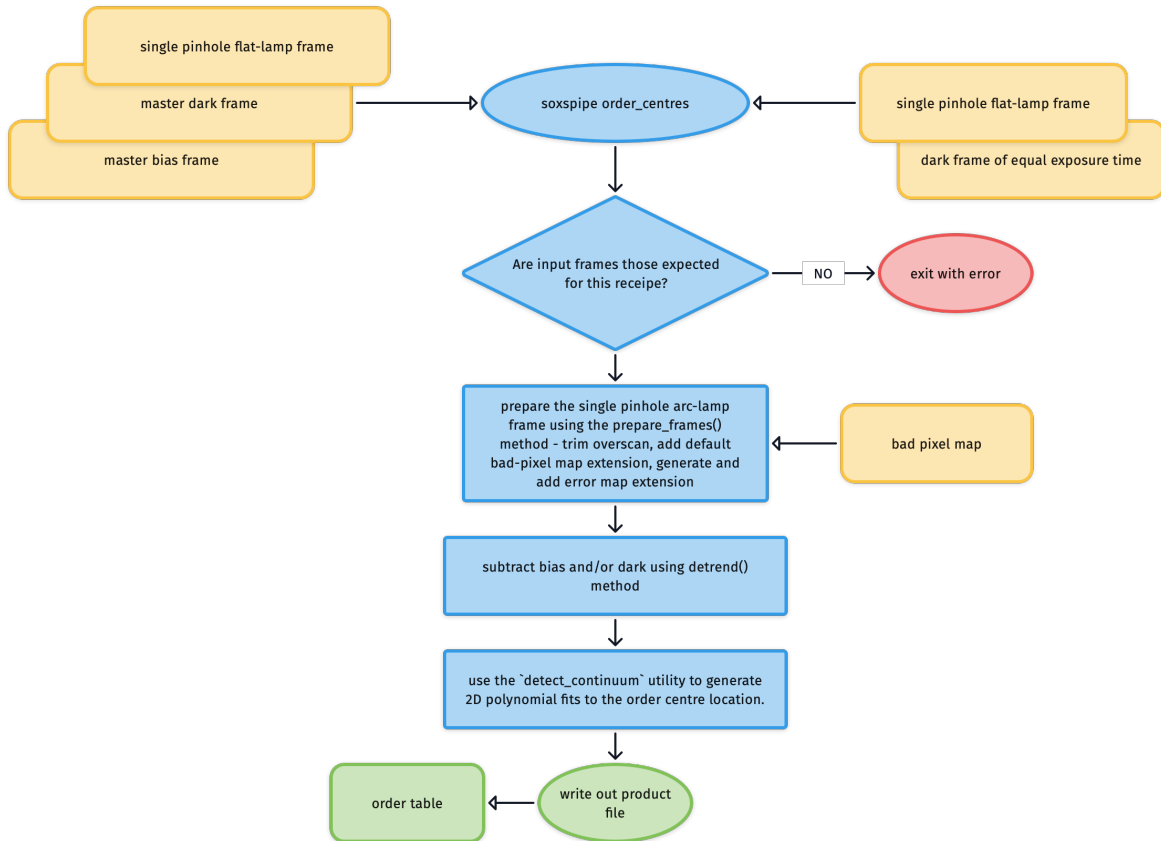 single pinhole flat-lamp frame
master dark frame
master bias frame
soxspipe order_centres
single pinhole flat-lamp frame
dark frame of equal exposure time
Are input frames those expected
for this receipe?
NO
exit with error
prepare the single pinhole arc-lamp
frame using the prepare_frames()
method - trim overscan, add default
bad-pixel map extension, generate and
add error map extension
bad pixel map
subtract bias and/or dark using detrend()
method
use the `detect_continuum` utility to generate
2D polynomial fits to the order centre location.
write out product
file
order table